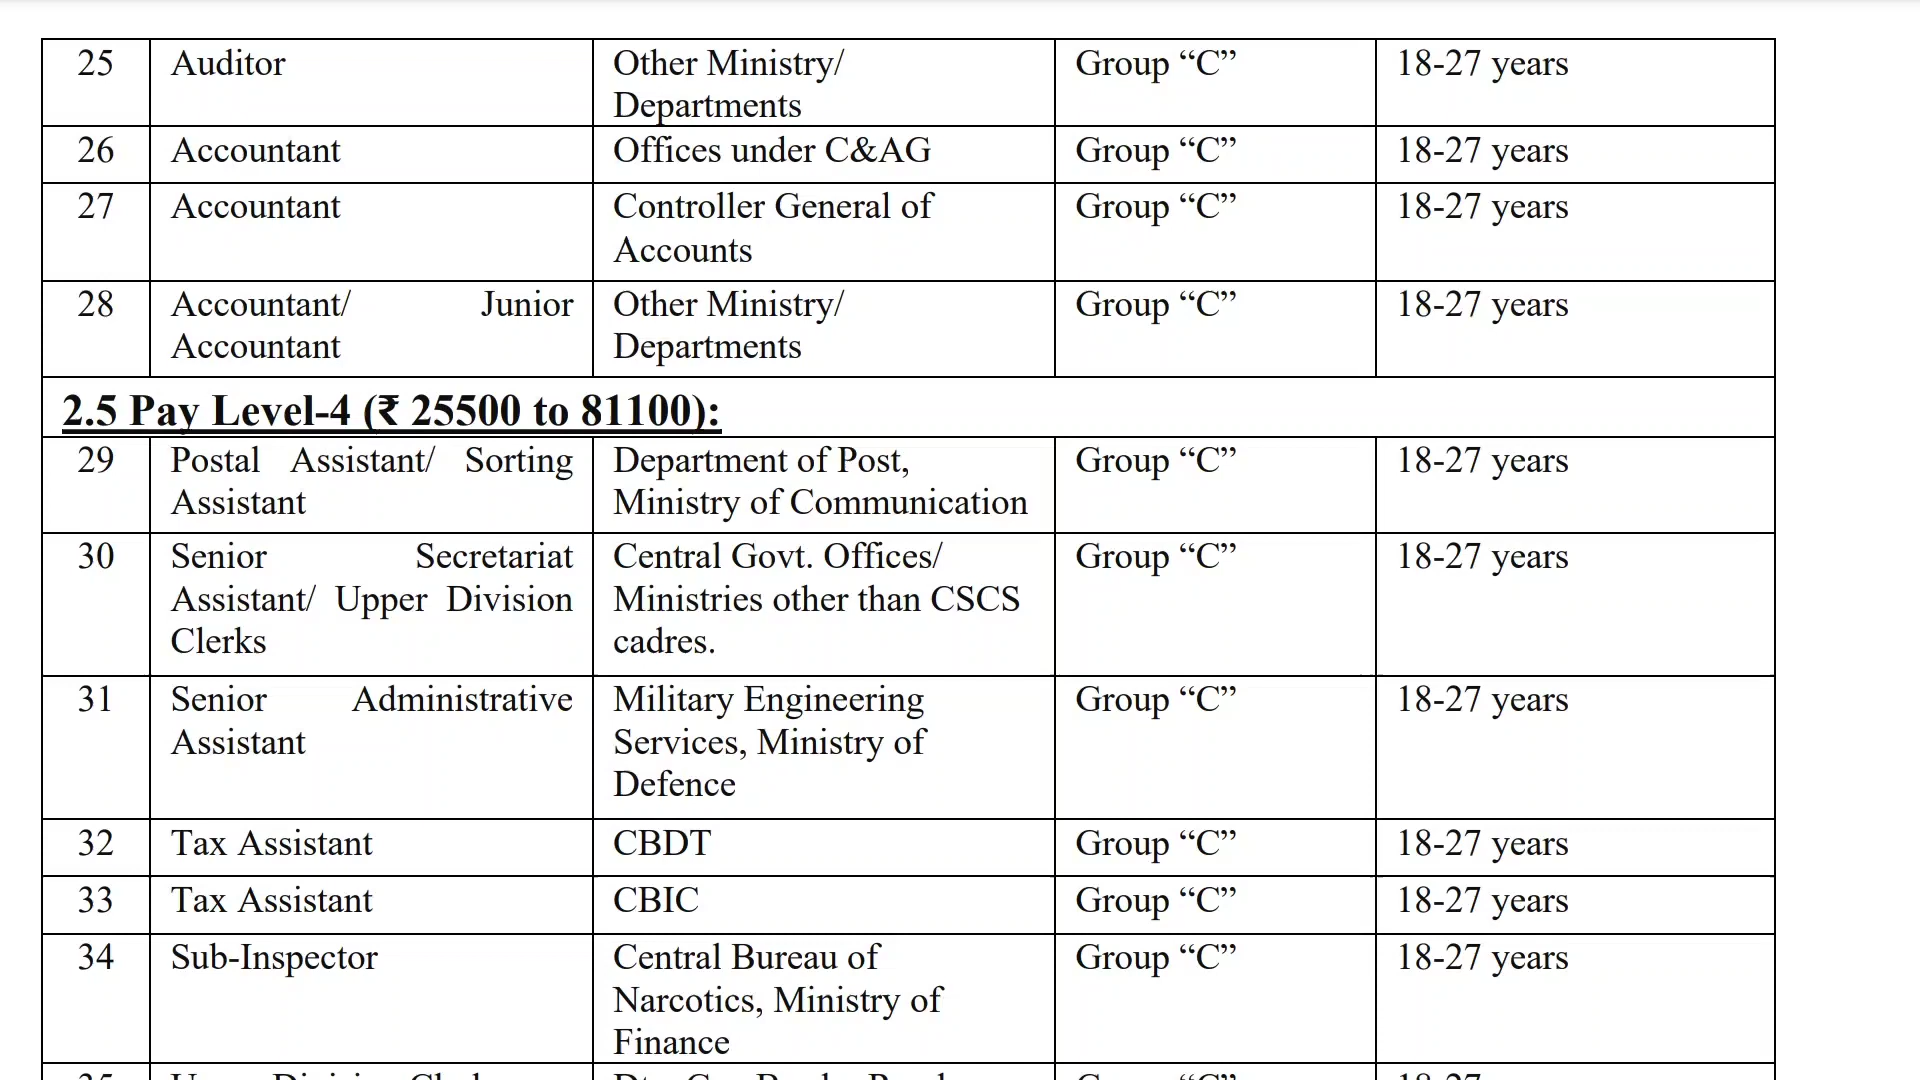 25 Auditor Other Ministry/ Group “C” 18-27 years
Departments
26 Accountant Offices under C&AG Group “C” 18-27 years
27 Accountant Controller General of Group “C” 18-27 years
Accounts
28 Accountant/ Junior Other Ministry/ Group “C” 18-27 years
Accountant Departments
2.5 Pay Level-4 (₹ 25500 to 81100):
29 Postal Assistant/ Sorting Department of Post, Group “C” 18-27 years
Assistant Ministry of Communication
30 Senior Secretariat Central Govt. Offices/ Group “C” 18-27 years
Assistant/ Upper Division Ministries other than CSCS
Clerks cadres.
31 Senior Administrative Military Engineering Group “C” 18-27 years
Assistant Services, Ministry of
Defence
32 Tax Assistant CBDT Group “C” 18-27 years
33 Tax Assistant CBIC Group “C” 18-27 years
34 Sub-Inspector Central Bureau of Group “C” 18-27 years
Narcotics, Ministry of
Finance